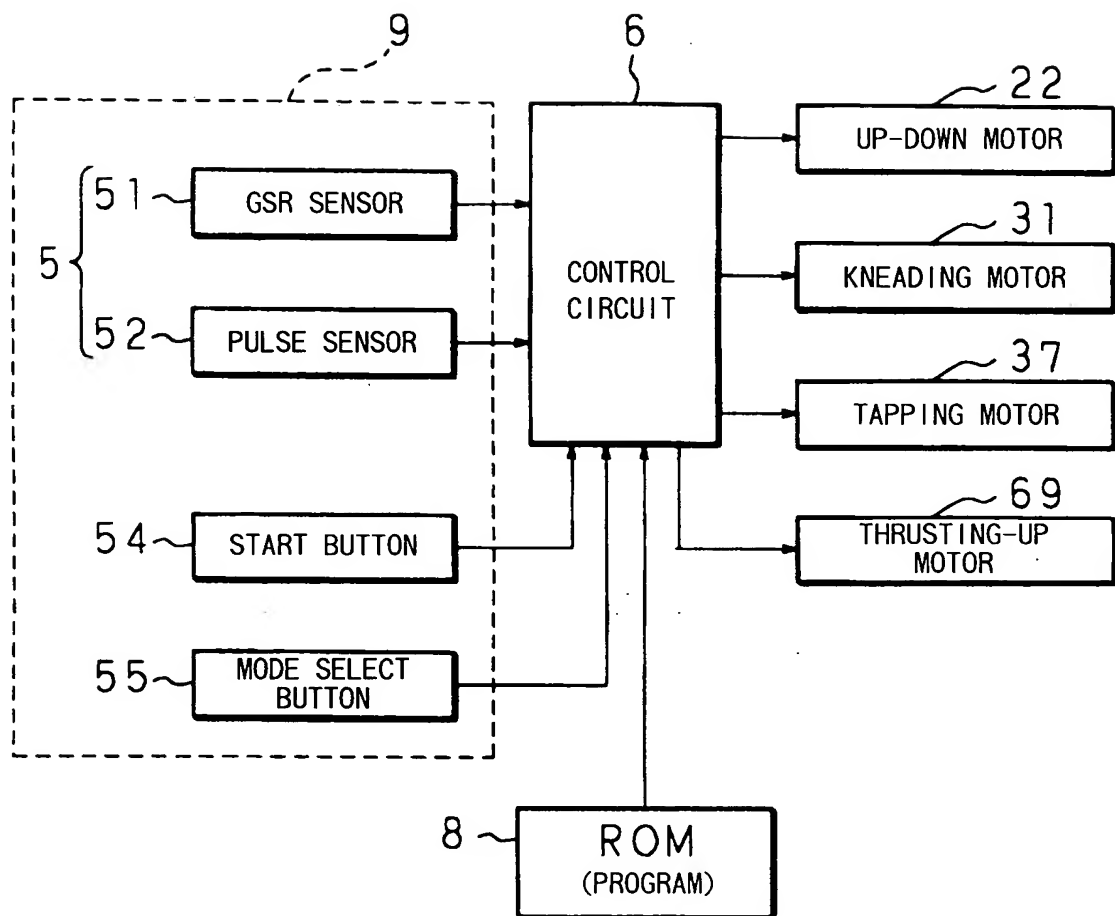 9
6
22
UP-DOWN MOTOR
51
GSR SENSOR
31
5
CONTROL
CIRCUIT
KNEADING MOTOR
52
PULSE SENSOR
37
TAPPING MOTOR
69
54
START BUTTON
THRUSTING-UP
MOTOR
55
MODE SELECT
BUTTON
8
ROM
(PROGRAM)